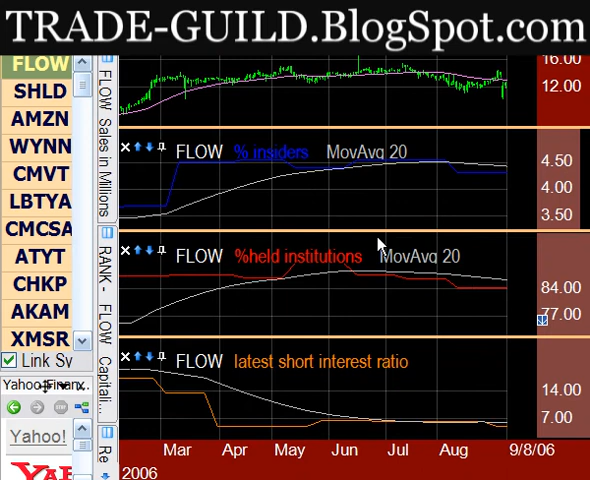 TRADE-GUILD.BlogSpot.com
FLOW
SHLD
AMZN
WYNN
CMVT
LBTYA
CMCSA
ATYT
CHKP
AKAM
XMSR
Link Sy
Yahoo!
FLOW Sales in Millions
RANK - FLOW Capitali...
Re
16.00
12.00
FLOW % insiders MovAvg 20
4.50
4.00
3.50
FLOW %held institutions MovAvg 20
84.00
77.00
FLOW latest short interest ratio
14.00
7.00
Mar Apr May Jun Jul Aug 9/8/06
2006